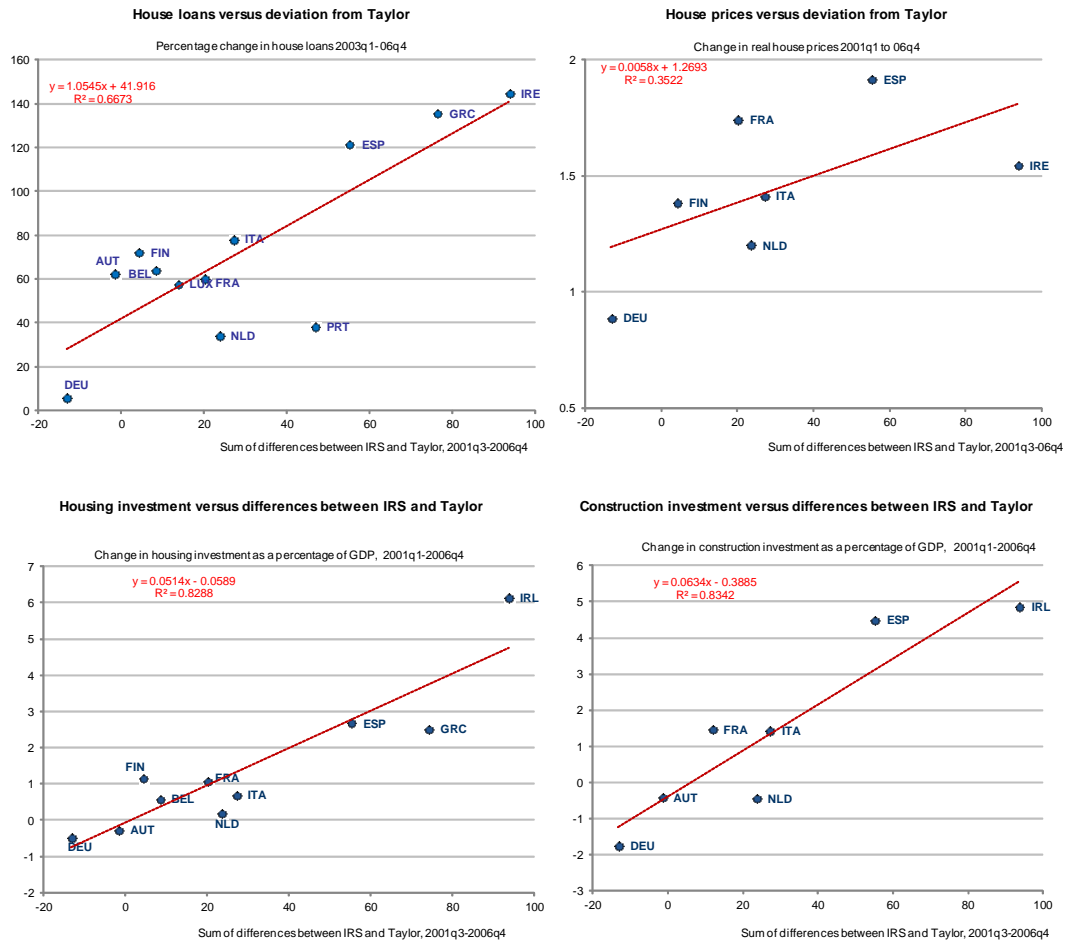 House loans versus deviation from Taylor
Percentage change in house loans 2003q1-06q4
160
140
120
100
80
60
40
20
0
y = 1.0545x + 41.916
R² = 0.6673
IRE
GRC
ESP
ITA
FIN
AUT
BEL
LUX
FRA
PRT
NLD
DEU
-20
0
20
40
60
80
100
Sum of differences between IRS and Taylor, 2001q3-2006q4
House prices versus deviation from Taylor
Change in real house prices 2001q1 to 06q4
2
1.5
1
0.5
y = 0.0058x + 1.2693
R² = 0.3522
ESP
FRA
IRE
FIN
ITA
NLD
DEU
-20
0
20
40
60
80
100
Sum of differences between IRS and Taylor, 2001q3-06q4
Housing investment versus differences between IRS and Taylor
Change in housing investment as a percentage of GDP, 2001q1-2006q4
7
6
5
4
3
2
1
0
-1
-2
y = 0.0514x - 0.0589
R² = 0.8288
IRL
ESP
GRC
FIN
FRA
BEL
ITA
NLD
AUT
DEU
-20
0
20
40
60
80
100
Sum of differences between IRS and Taylor, 2001q3-2006q4
Construction investment versus differences between IRS and Taylor
Change in construction investment as a percentage of GDP, 2001q1-2006q4
6
5
4
3
2
1
0
-1
-2
-3
y = 0.0634x - 0.3885
R² = 0.8342
IRL
ESP
FRA
ITA
AUT
NLD
DEU
-20
0
20
40
60
80
100
Sum of differences between IRS and Taylor, 2001q3-2006q4